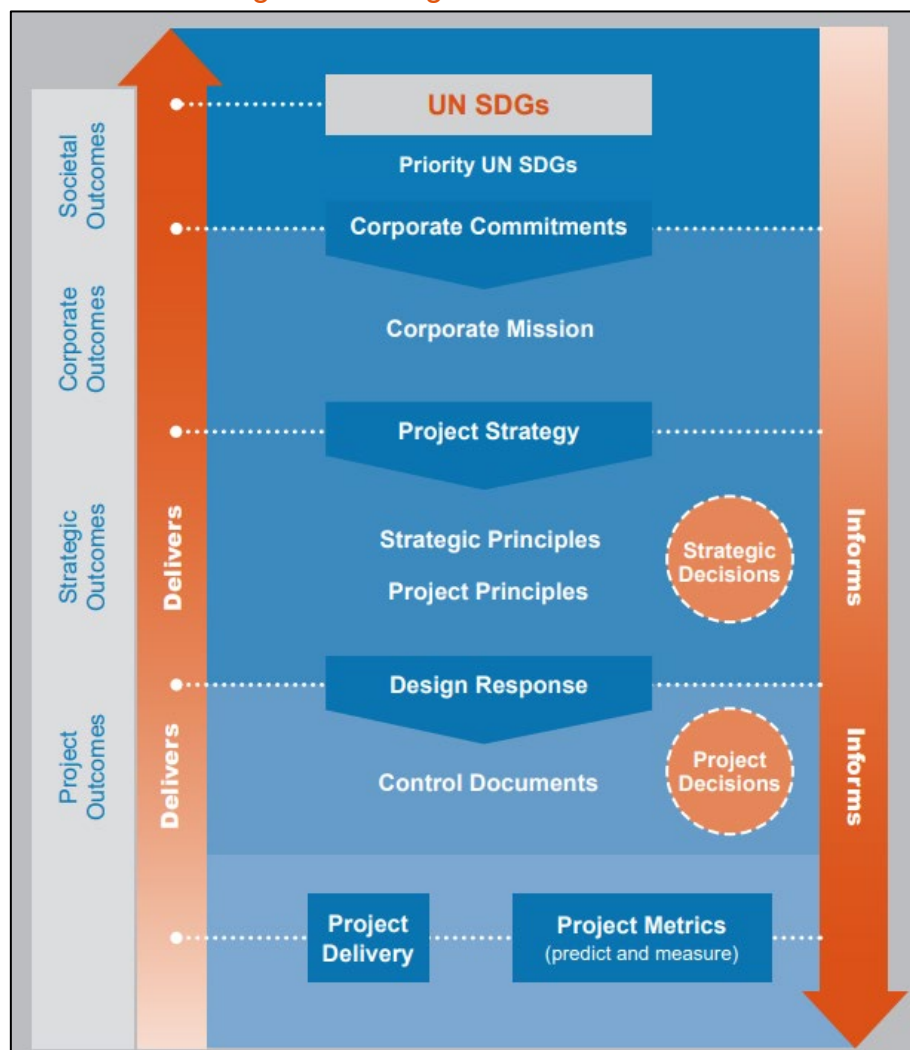 UN SDGs
Priority UN SDGs
Corporate Commitments
Corporate Mission
Project Strategy
Strategic Principles
Project Principles
Strategic
Decisions
Design Response
Control Documents
Project
Decisions
Project
Delivery
Project Metrics
(predict and measure)
Societal
Outcomes
Corporate
Outcomes
Strategic
Outcomes
Project
Outcomes
Delivers
Delivers
Informs
Informs